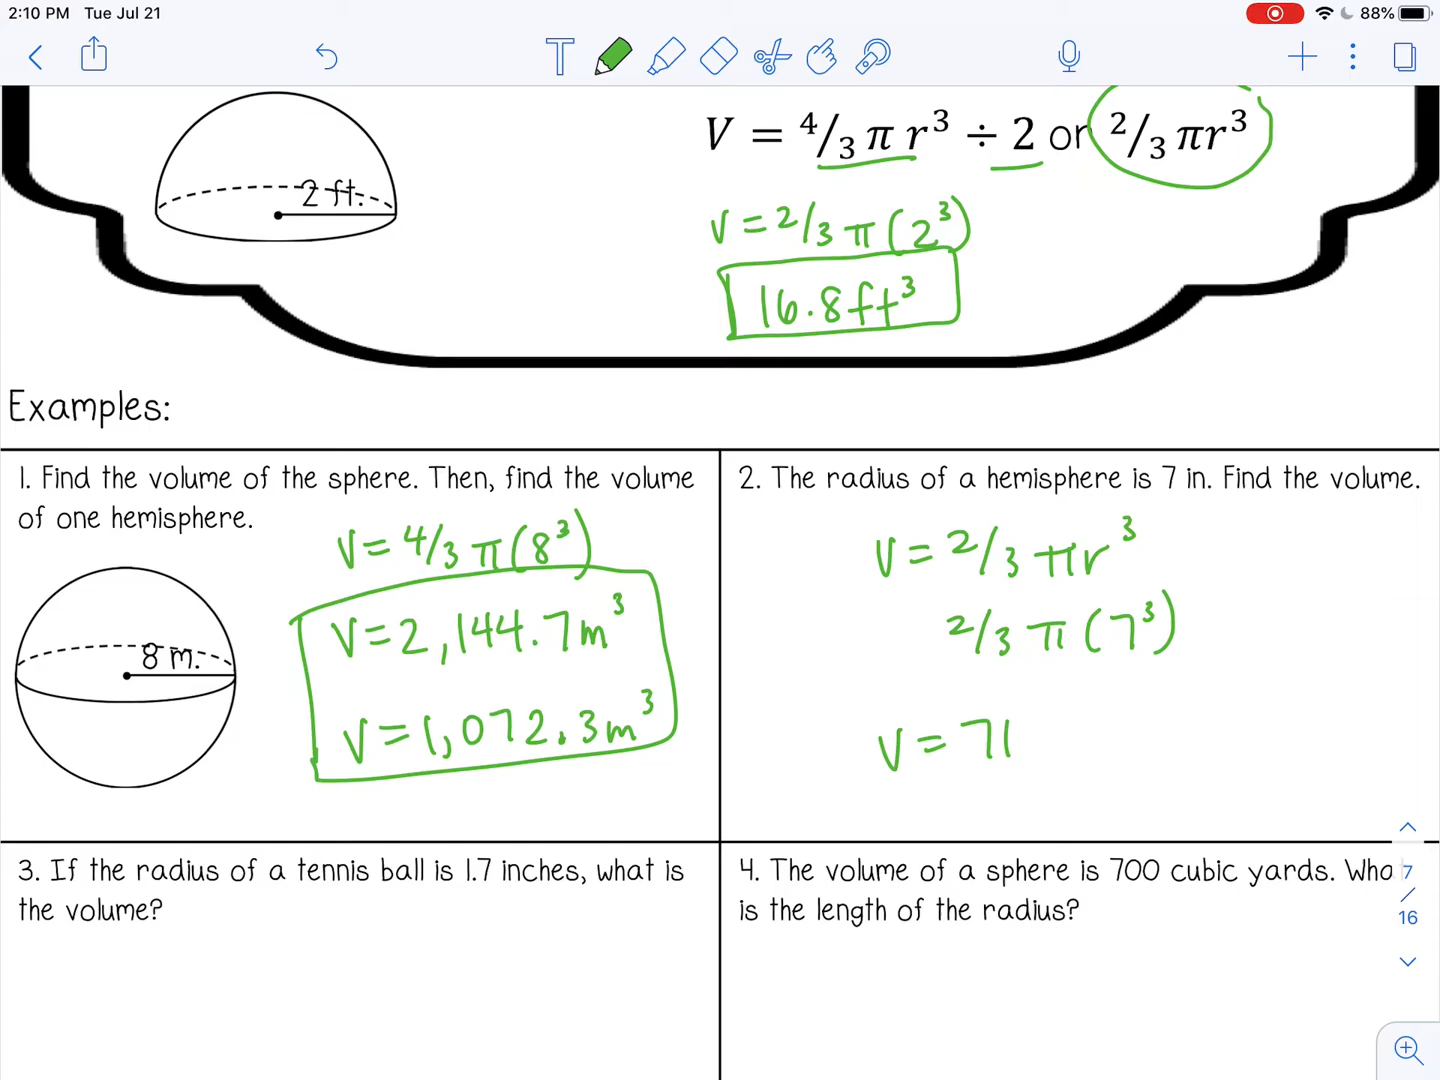 2:10 PM Tue Jul 21
88%
2 ft.
V = 4/3 π r³ ÷ 2 or 2/3 πr³
V = 2/3 π (2³)
16.8 ft³
Examples:
1. Find the volume of the sphere. Then, find the volume
of one hemisphere.
V = 4/3 π (8³)
V = 2,144.7 m³
8 m.
V = 1,072.3 m³
2. The radius of a hemisphere is 7 in. Find the volume.
V = 2/3 πr³
2/3 π (7³)
V = 71
3. If the radius of a tennis ball is 1.7 inches, what is
the volume?
4. The volume of a sphere is 700 cubic yards. Wha
is the length of the radius?
7
/
16